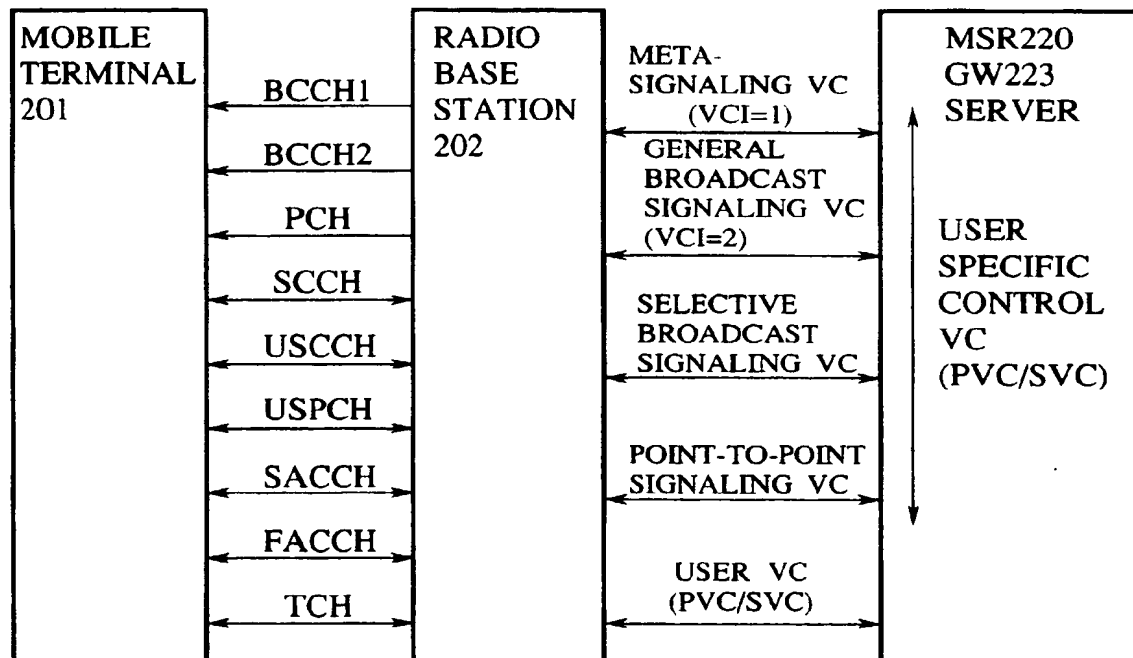 MOBILE
TERMINAL
201
BCCH1
BCCH2
PCH
SCCH
USCCH
USPCH
SACCH
FACCH
TCH
RADIO
BASE
STATION
202
META-
SIGNALING VC
(VCI=1)
GENERAL
BROADCAST
SIGNALING VC
(VCI=2)
SELECTIVE
BROADCAST
SIGNALING VC
POINT-TO-POINT
SIGNALING VC
USER VC
(PVC/SVC)
MSR220
GW223
SERVER
USER
SPECIFIC
CONTROL
VC
(PVC/SVC)